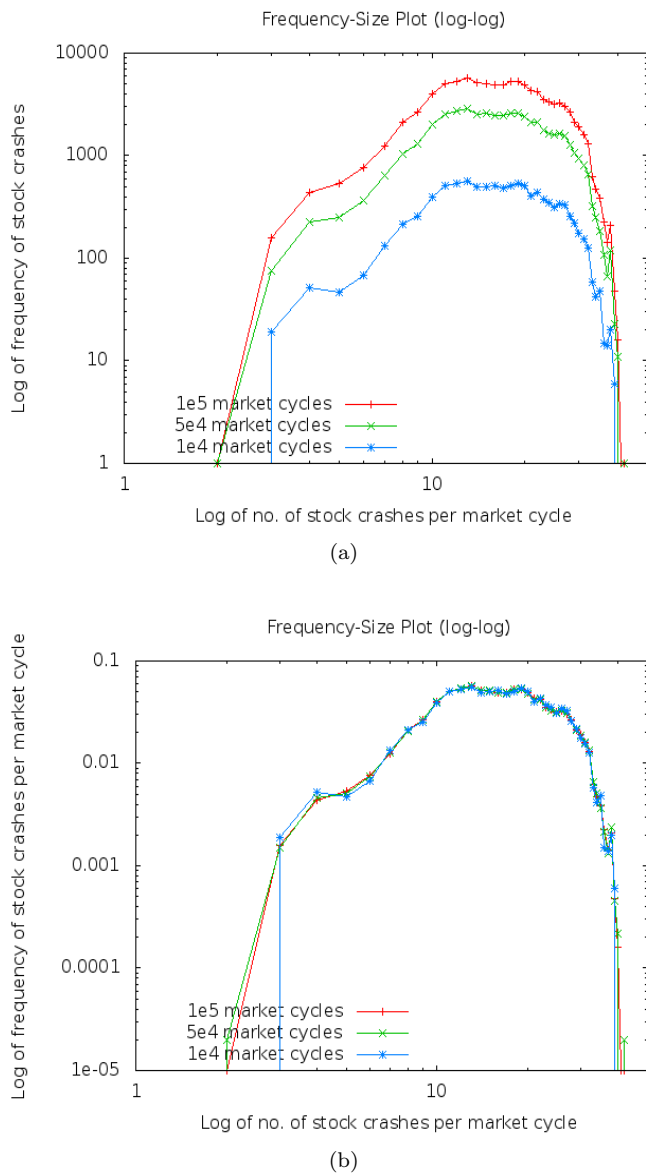 Frequency-Size Plot (log-log)
Log of frequency of stock crashes
10000
1000
100
10
1
1e5 market cycles
5e4 market cycles
1e4 market cycles
1
10
Log of no. of stock crashes per market cycle
(a)
Frequency-Size Plot (log-log)
Log of frequency of stock crashes per market cycle
0.1
0.01
0.001
0.0001
1e-05
1e5 market cycles
5e4 market cycles
1e4 market cycles
1
10
Log of no. of stock crashes per market cycle
(b)